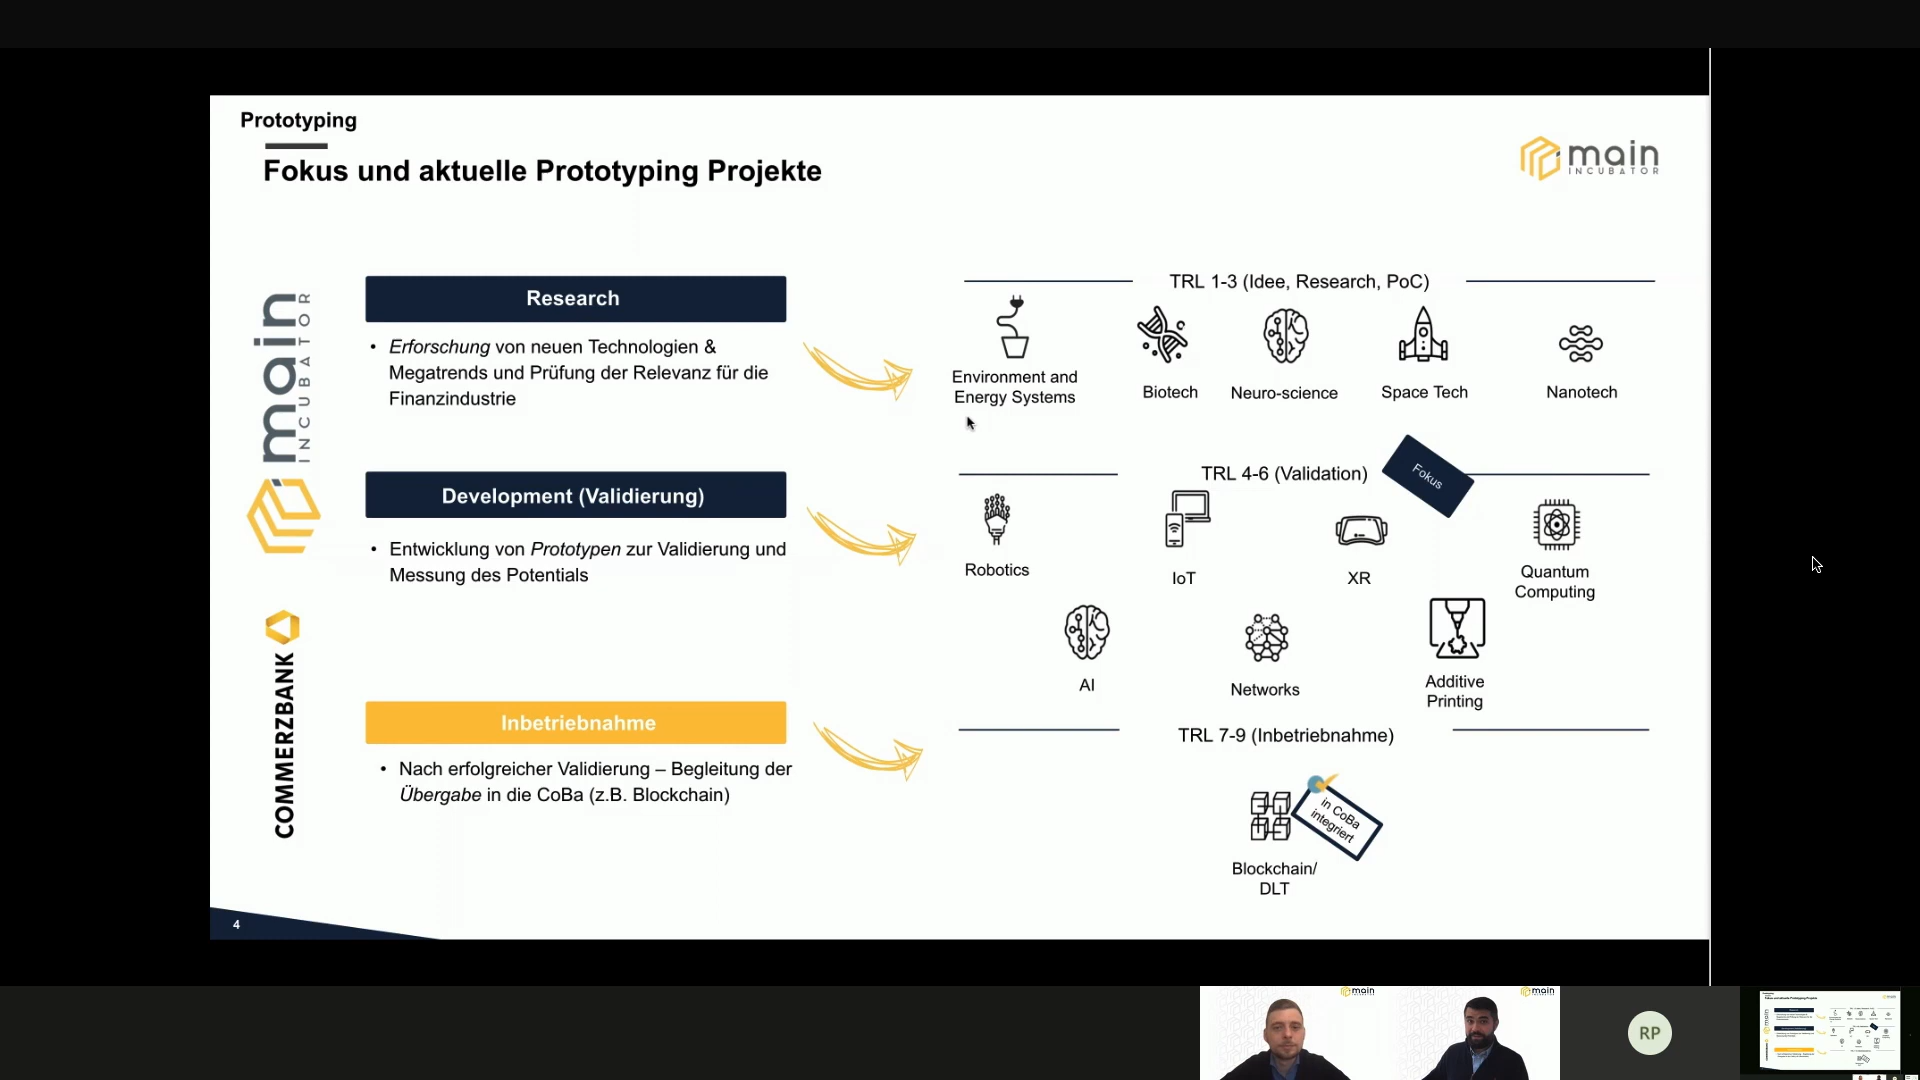 Prototyping
Fokus und aktuelle Prototyping Projekte
main
INCUBATOR
main
INCUBATOR
COMMERZBANK
Research
• Erforschung von neuen Technologien &
Megatrends und Prüfung der Relevanz für die
Finanzindustrie
Development (Validierung)
• Entwicklung von Prototypen zur Validierung und
Messung des Potentials
Inbetriebnahme
• Nach erfolgreicher Validierung – Begleitung der
Übergabe in die CoBa (z.B. Blockchain)
TRL 1-3 (Idee, Research, PoC)
Environment and
Energy Systems
Biotech
Neuro-science
Space Tech
Nanotech
TRL 4-6 (Validation)
Fokus
Robotics
IoT
XR
Quantum
Computing
AI
Networks
Additive
Printing
TRL 7-9 (Inbetriebnahme)
in CoBa
integriert
Blockchain/
DLT
4
main
main
RP